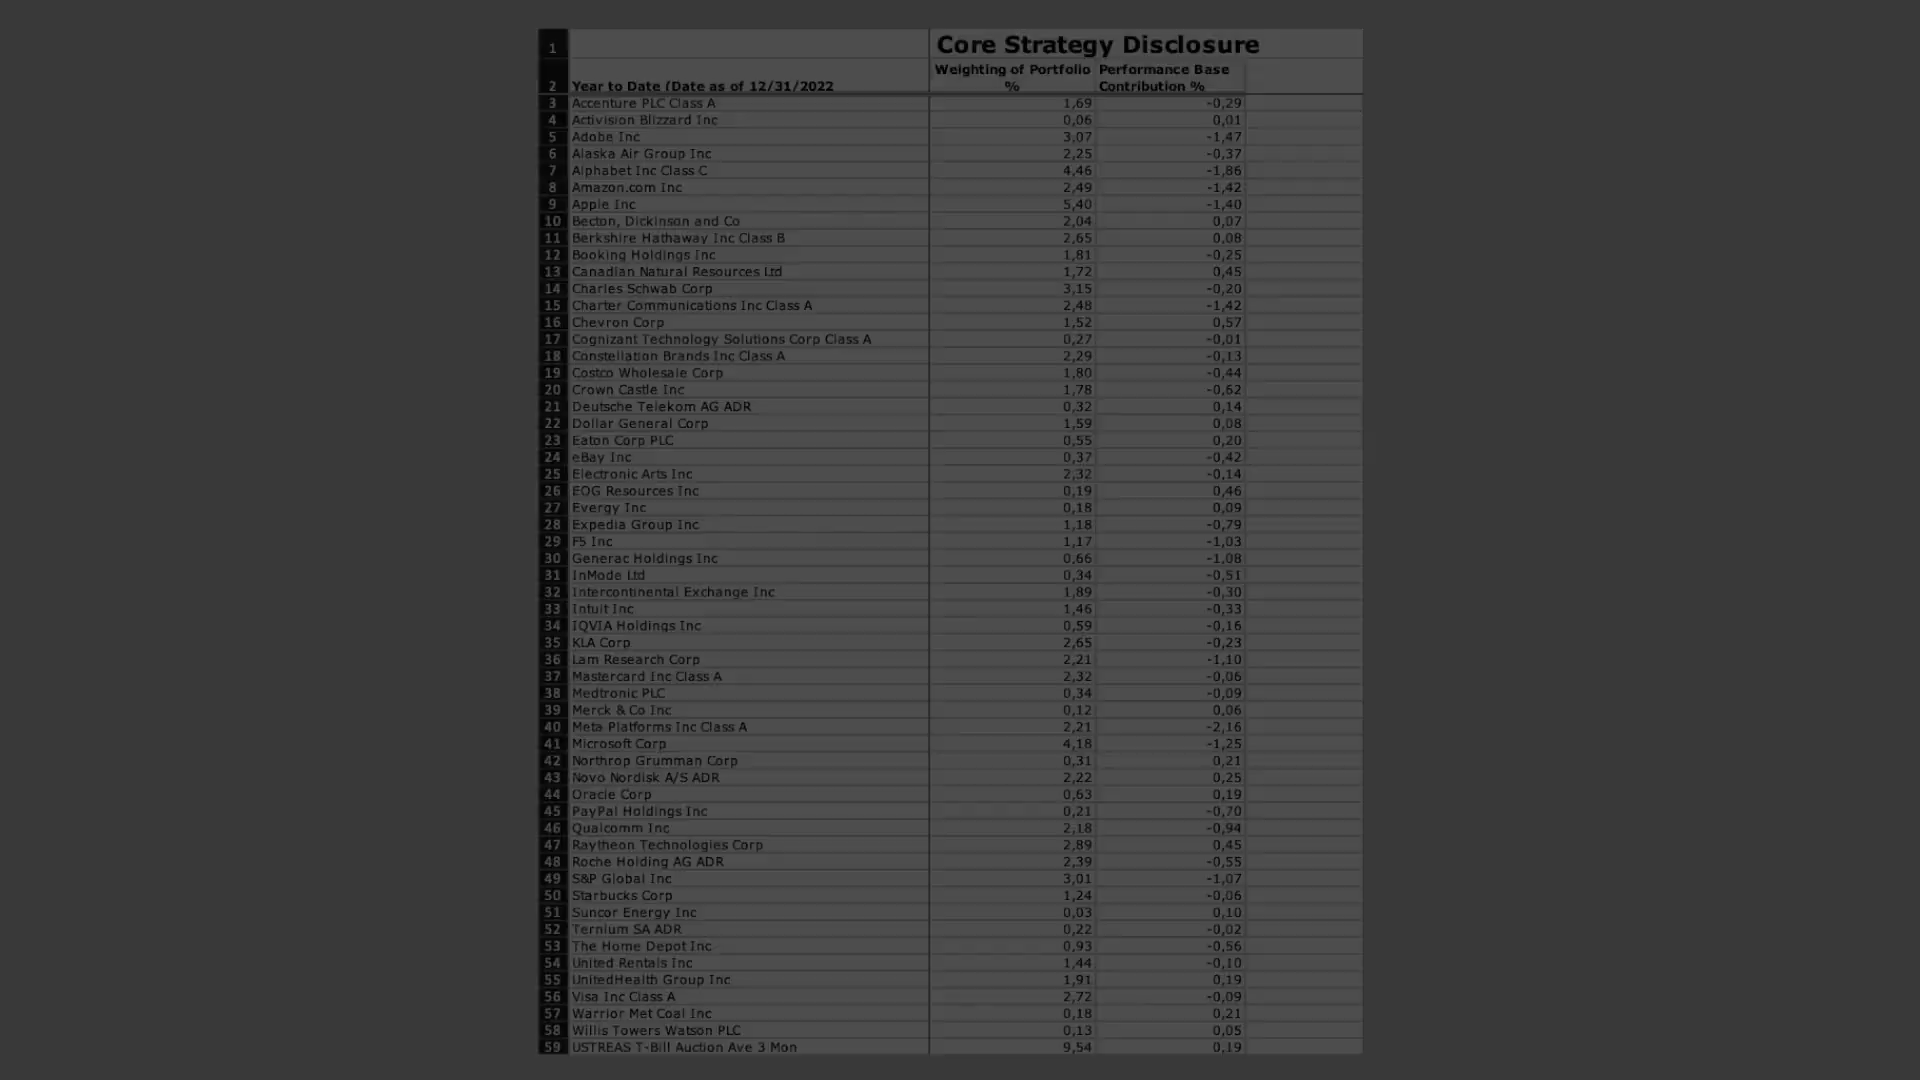 1 Core Strategy Disclosure
Weighting of Portfolio Performance Base
2 Year to Date (Date as of 12/31/2022 % Contribution %
3 Accenture PLC Class A 1,69 -0,29
4 Activision Blizzard Inc 0,06 0,01
5 Adobe Inc 3,07 -1,47
6 Alaska Air Group Inc 2,25 -0,37
7 Alphabet Inc Class C 4,46 -1,86
8 Amazon.com Inc 2,49 -1,42
9 Apple Inc 5,40 -1,40
10 Becton, Dickinson and Co 2,04 0,07
11 Berkshire Hathaway Inc Class B 2,65 0,08
12 Booking Holdings Inc 1,81 -0,25
13 Canadian Natural Resources Ltd 1,72 0,45
14 Charles Schwab Corp 3,15 -0,20
15 Charter Communications Inc Class A 2,48 -1,42
16 Chevron Corp 1,52 0,57
17 Cognizant Technology Solutions Corp Class A 0,27 -0,01
18 Constellation Brands Inc Class A 2,29 -0,13
19 Costco Wholesale Corp 1,80 -0,44
20 Crown Castle Inc 1,78 -0,62
21 Deutsche Telekom AG ADR 0,32 0,14
22 Dollar General Corp 1,59 0,08
23 Eaton Corp PLC 0,55 0,20
24 eBay Inc 0,37 -0,42
25 Electronic Arts Inc 2,32 -0,14
26 EOG Resources Inc 0,19 0,46
27 Evergy Inc 0,18 0,09
28 Expedia Group Inc 1,18 -0,79
29 F5 Inc 1,17 -1,03
30 Generac Holdings Inc 0,66 -1,08
31 InMode Ltd 0,34 -0,51
32 Intercontinental Exchange Inc 1,89 -0,30
33 Intuit Inc 1,46 -0,33
34 IQVIA Holdings Inc 0,59 -0,16
35 KLA Corp 2,65 -0,23
36 Lam Research Corp 2,21 -1,10
37 Mastercard Inc Class A 2,32 -0,06
38 Medtronic PLC 0,34 -0,09
39 Merck & Co Inc 0,12 0,06
40 Meta Platforms Inc Class A 2,21 -2,16
41 Microsoft Corp 4,18 -1,25
42 Northrop Grumman Corp 0,31 0,21
43 Novo Nordisk A/S ADR 2,22 0,25
44 Oracle Corp 0,63 0,19
45 PayPal Holdings Inc 0,21 -0,70
46 Qualcomm Inc 2,18 -0,94
47 Raytheon Technologies Corp 2,89 0,45
48 Roche Holding AG ADR 2,39 -0,55
49 S&P Global Inc 3,01 -1,07
50 Starbucks Corp 1,24 -0,06
51 Suncor Energy Inc 0,03 0,10
52 Ternium SA ADR 0,22 -0,02
53 The Home Depot Inc 0,93 -0,56
54 United Rentals Inc 1,44 -0,10
55 UnitedHealth Group Inc 1,91 0,19
56 Visa Inc Class A 2,72 -0,09
57 Warrior Met Coal Inc 0,18 0,21
58 Willis Towers Watson PLC 0,13 0,05
59 USTREAS T-Bill Auction Ave 3 Mon 9,54 0,19